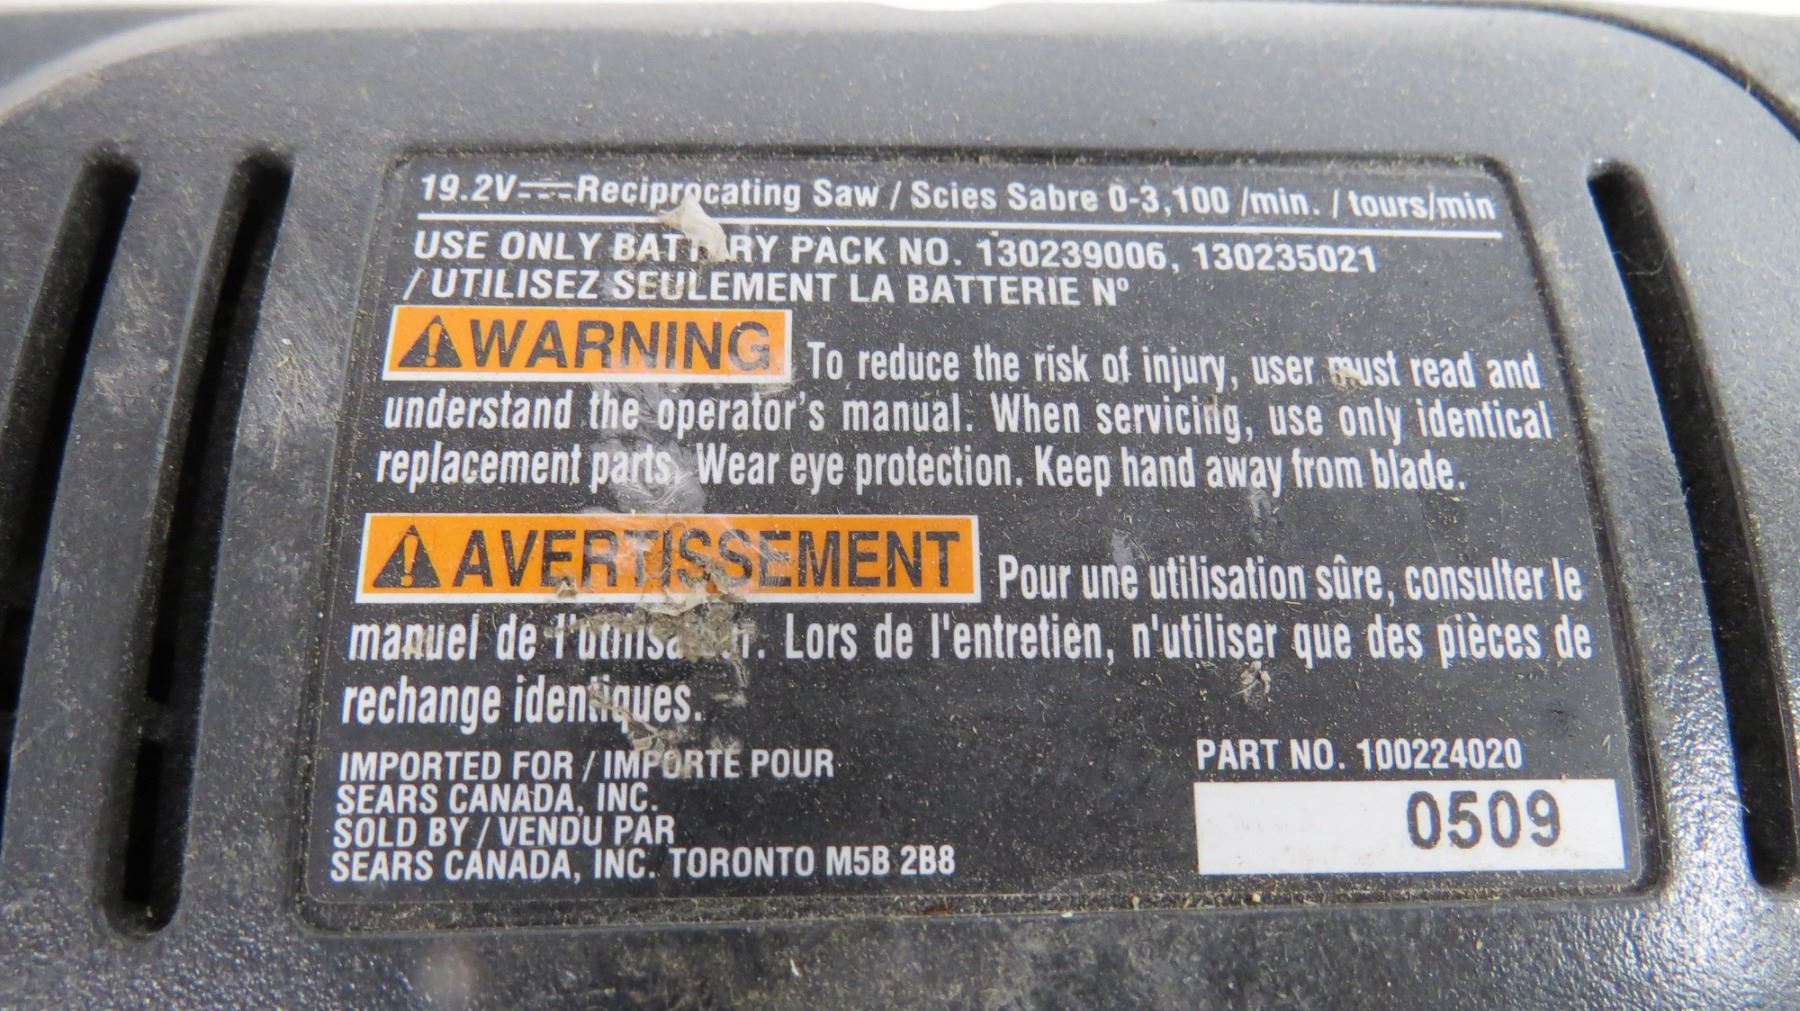 19.2V⎓Reciprocating Saw / Scies Sabre 0-3,100 /min. / tours/min
USE ONLY BATTERY PACK NO. 130239006, 130235021
/ UTILISEZ SEULEMENT LA BATTERIE Nº
WARNING To reduce the risk of injury, user must read and
understand the operator's manual. When servicing, use only identical
replacement parts. Wear eye protection. Keep hand away from blade.
AVERTISSEMENT Pour une utilisation sûre, consulter le
manuel de l'utilisateur. Lors de l'entretien, n'utiliser que des pièces de
rechange identiques.
IMPORTED FOR / IMPORTE POUR
SEARS CANADA, INC.
SOLD BY / VENDU PAR
SEARS CANADA, INC. TORONTO M5B 2B8
PART NO. 100224020
0509